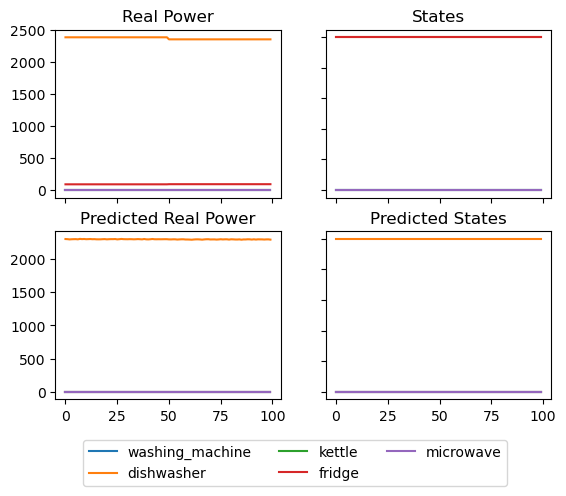 Real Power
States
2500
2000
1500
1000
500
0
Predicted Real Power
Predicted States
2000
1500
1000
500
0
0 25 50 75 100
0 25 50 75 100
washing_machine kettle microwave
dishwasher fridge